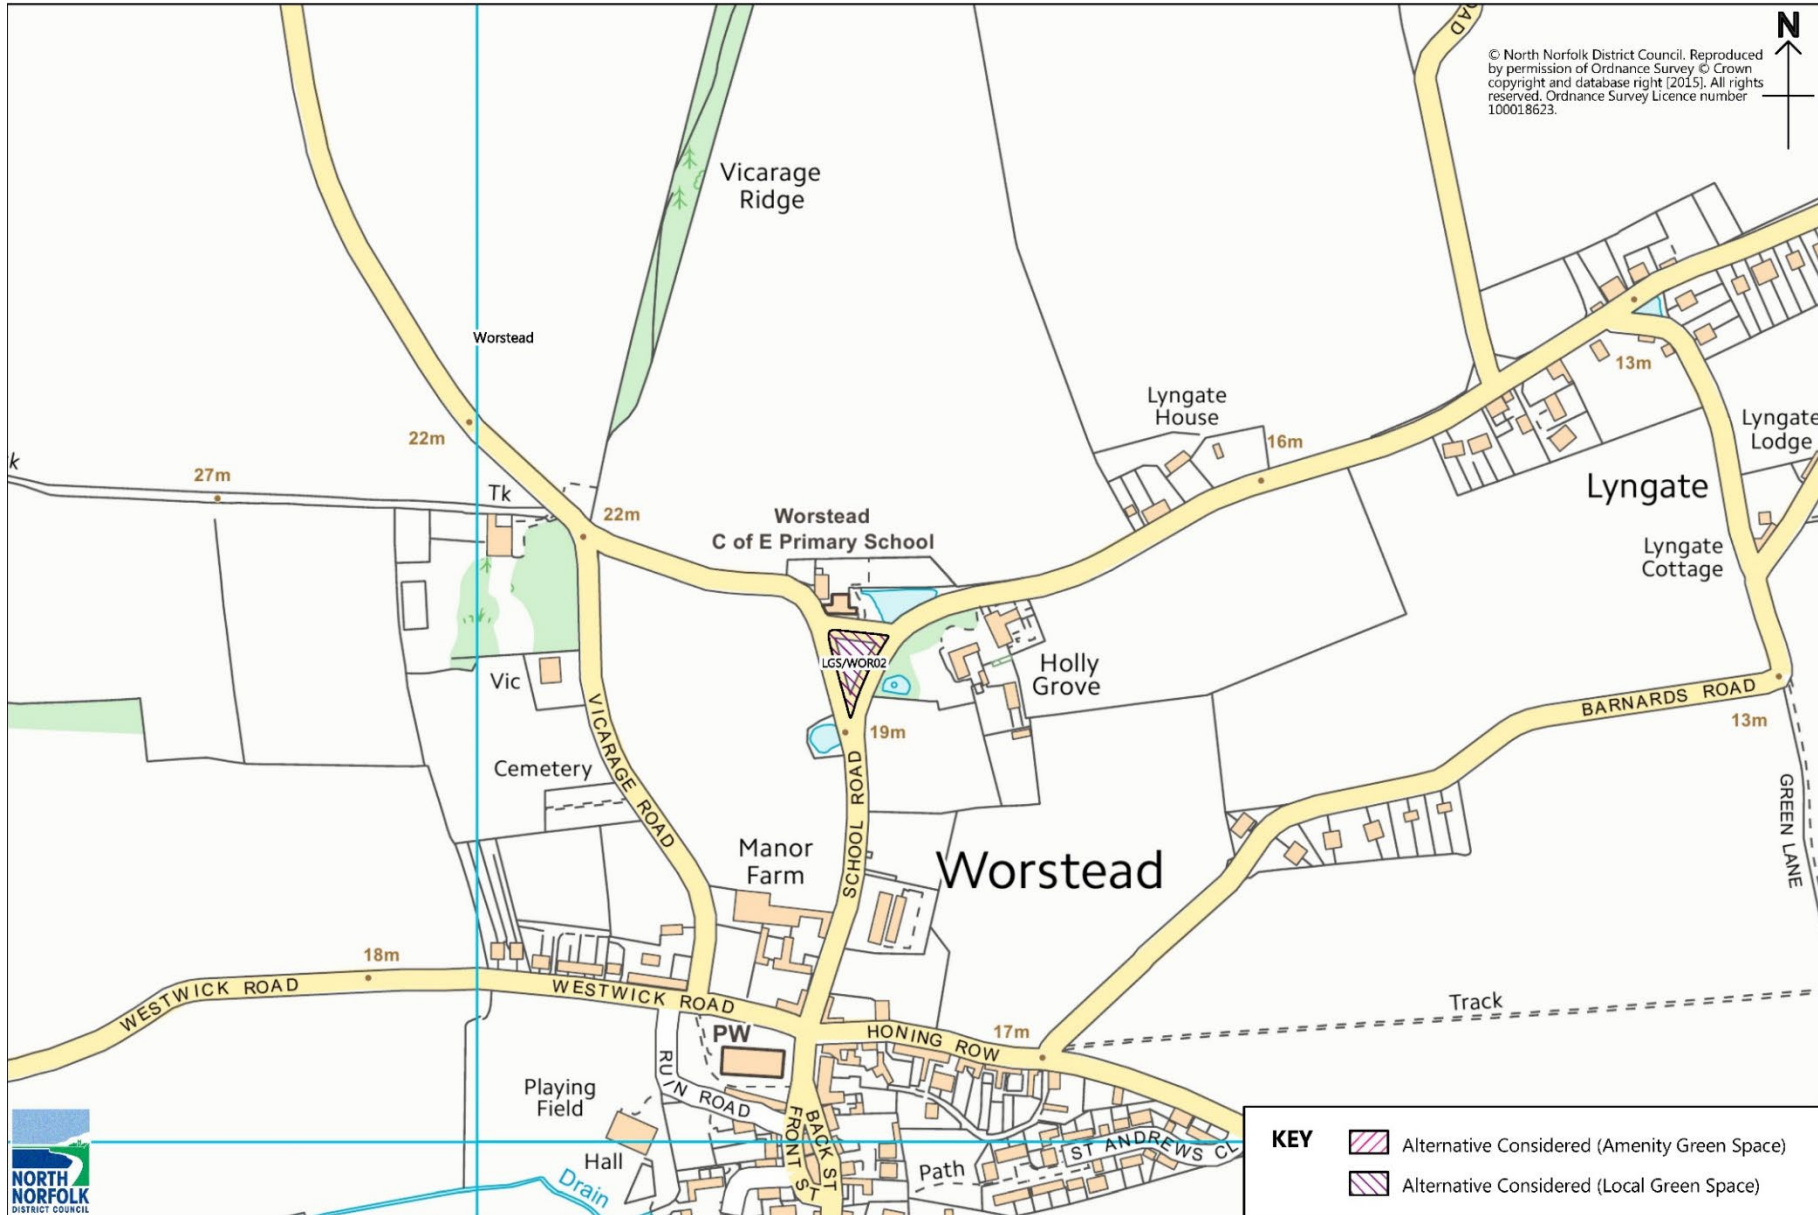 N
© North Norfolk District Council. Reproduced
by permission of Ordnance Survey © Crown
copyright and database right [2015]. All rights
reserved. Ordnance Survey Licence number
100018623.
OAD
Vicarage
Ridge
Worstead
13m
Lyngate
House
Lyngate
Lodge
22m
16m
k
27m
Tk
Lyngate
22m
Worstead
C of E Primary School
Lyngate
Cottage
LGS/WOR02
Holly
Grove
Vic
BARNARDS ROAD
13m
19m
VICARAGE ROAD
Cemetery
SCHOOL ROAD
GREEN LANE
Manor
Farm
Worstead
18m
WESTWICK ROAD
WESTWICK ROAD
Track
PW
HONING ROW
17m
RUIN ROAD
Playing
Field
BACK ST
FRONT ST
ST ANDREWS CL
Hall
Path
Drain
KEY
Alternative Considered (Amenity Green Space)
Alternative Considered (Local Green Space)
NORTH
NORFOLK
DISTRICT COUNCIL